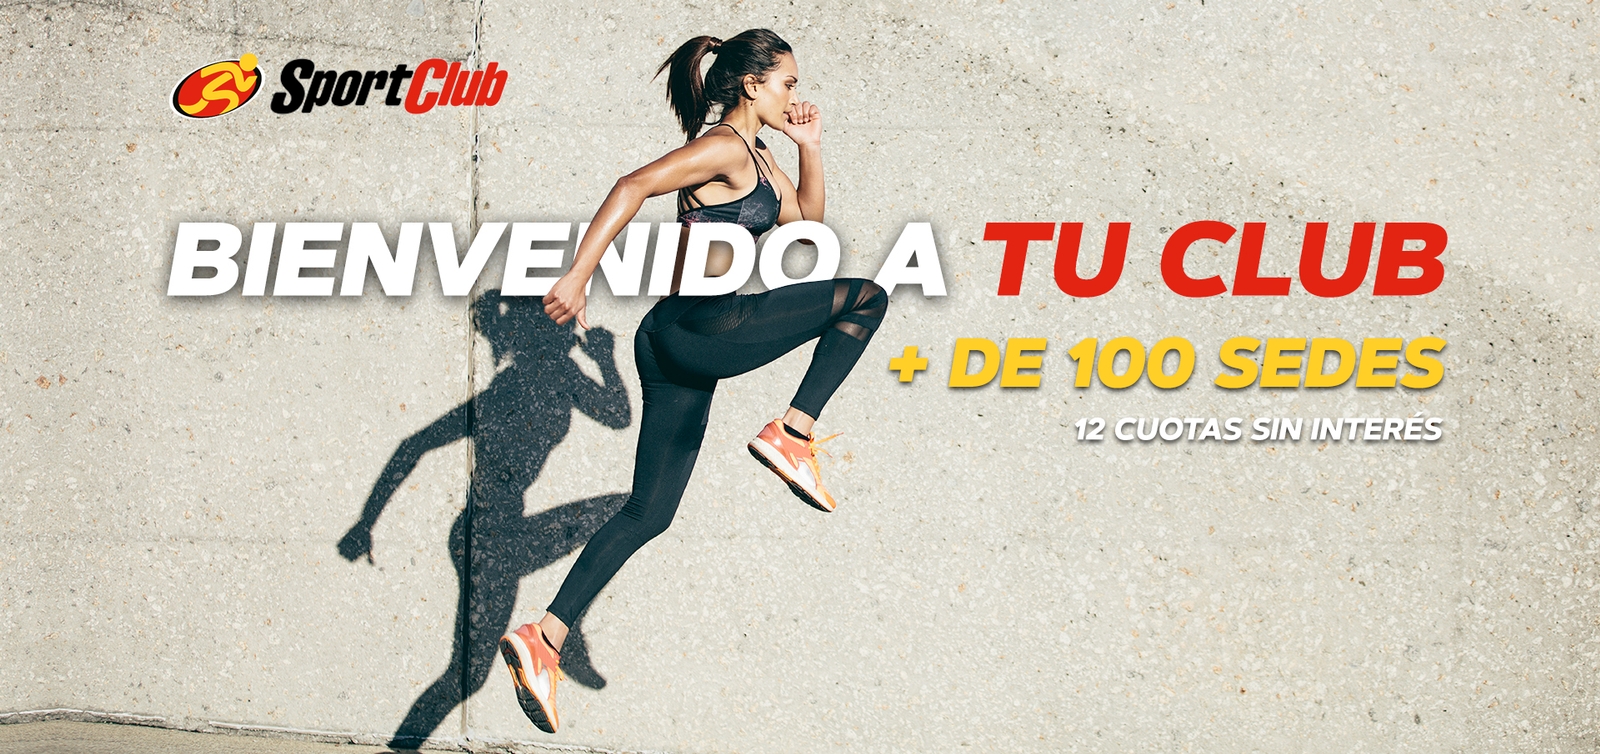 SportClub
BIENVENIDO A TU CLUB
+ DE 100 SEDES
12 CUOTAS SIN INTERÉS